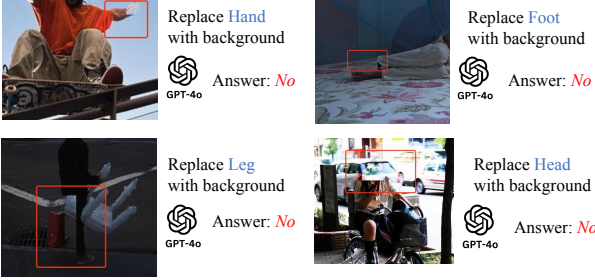 Replace Hand
with background
GPT-4o
Answer: No
Replace Foot
with background
GPT-4o
Answer: No
Replace Leg
with background
GPT-4o
Answer: No
Replace Head
with background
GPT-4o
Answer: No